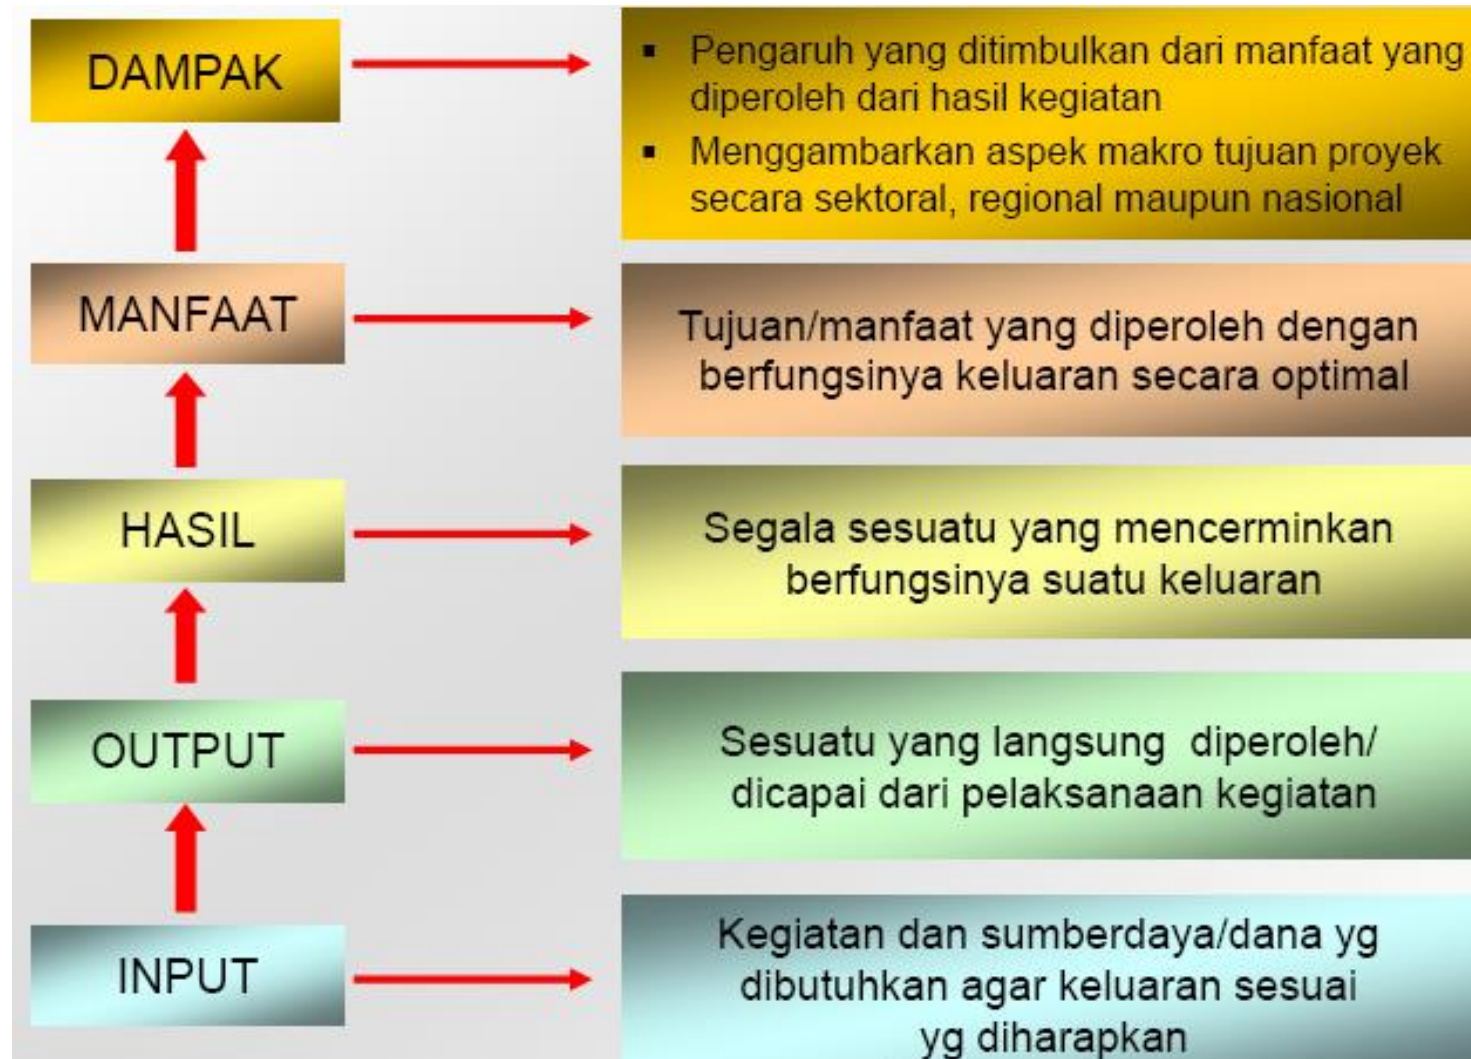 DAMPAK
▪ Pengaruh yang ditimbulkan dari manfaat yang
diperoleh dari hasil kegiatan
▪ Menggambarkan aspek makro tujuan proyek
secara sektoral, regional maupun nasional
MANFAAT
Tujuan/manfaat yang diperoleh dengan
berfungsinya keluaran secara optimal
HASIL
Segala sesuatu yang mencerminkan
berfungsinya suatu keluaran
OUTPUT
Sesuatu yang langsung diperoleh/
dicapai dari pelaksanaan kegiatan
INPUT
Kegiatan dan sumberdaya/dana yg
dibutuhkan agar keluaran sesuai
yg diharapkan